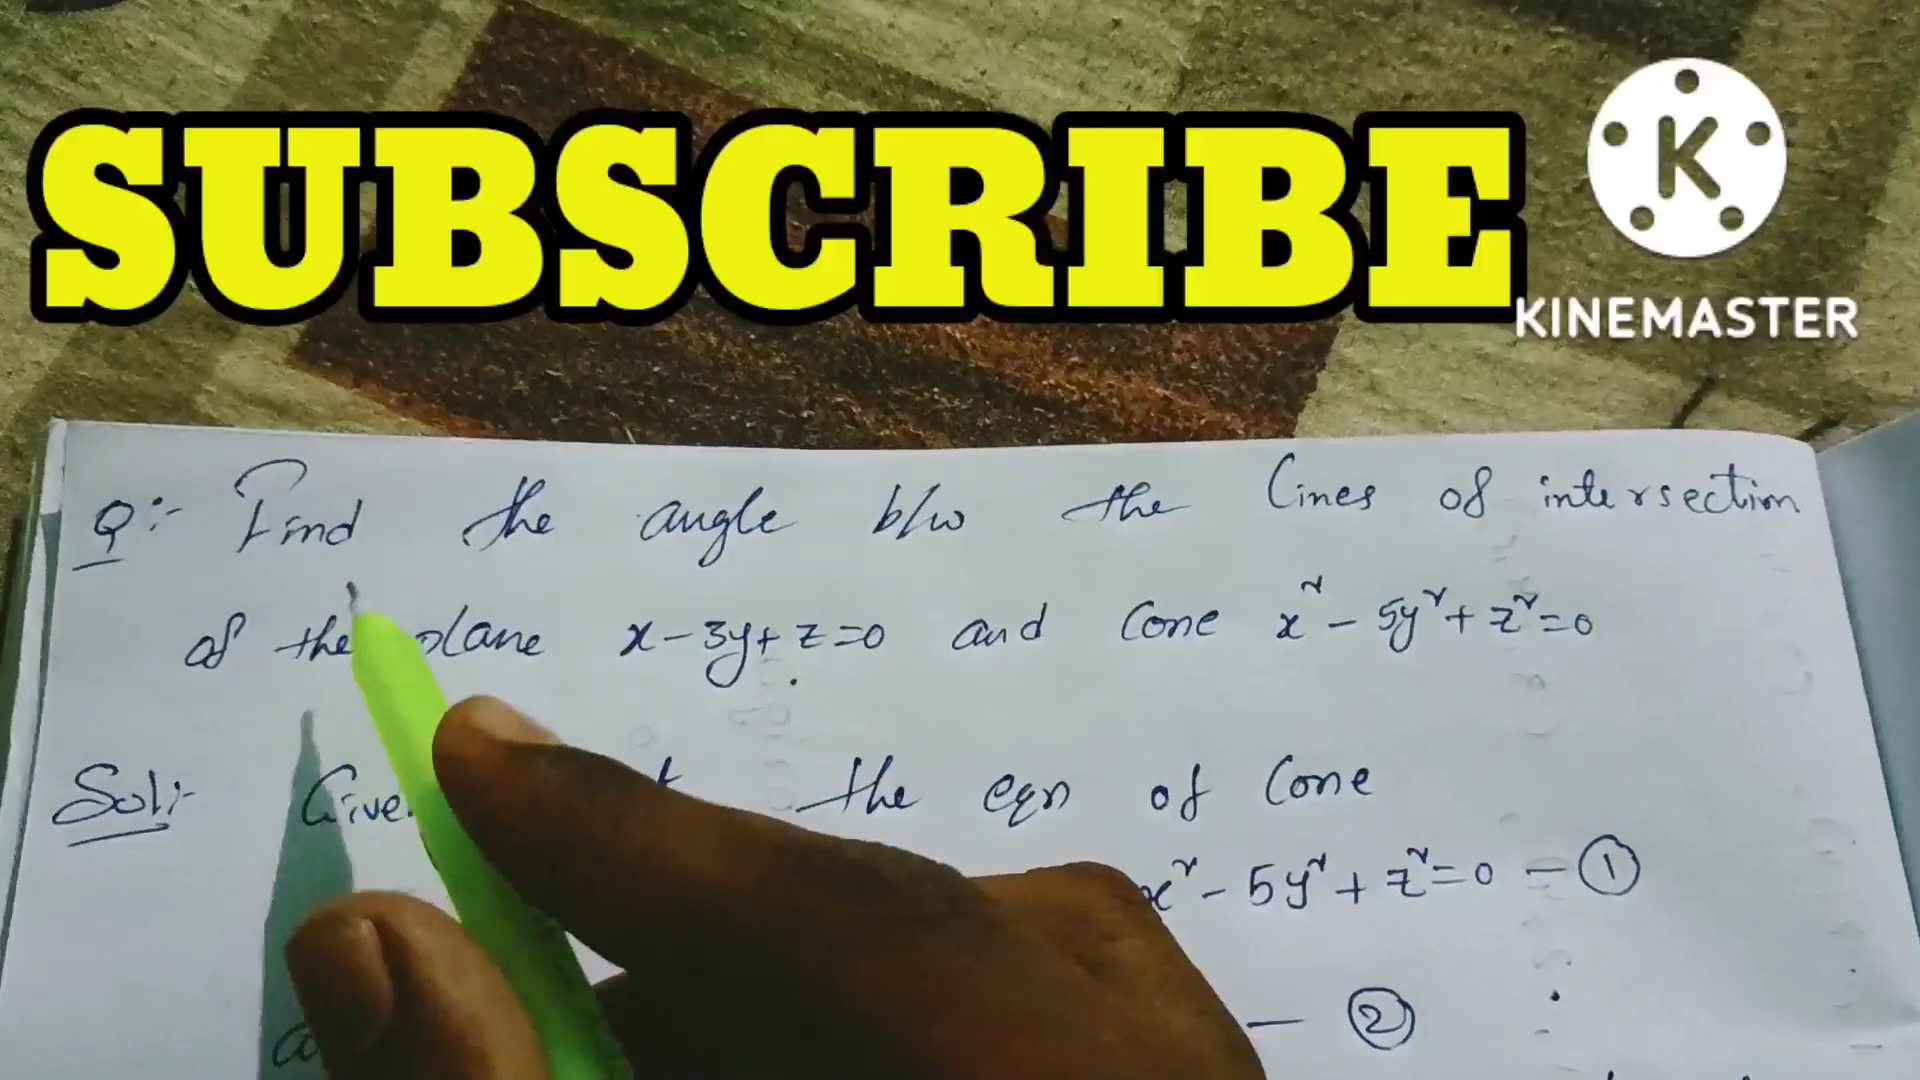 SUBSCRIBE
KINEMASTER
Q:- Find the angle b/w the lines of intersection
of the plane x-3y+z=0 and Cone x²-5y²+z²=0
Sol:- the eqn of Cone
x²-5y²+z²=0 - ①
- ②